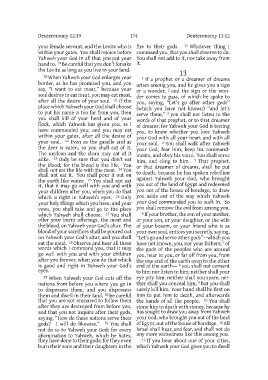 Deuteronomy 12:19
174
Deuteronomy 13:12
your female servant, and the Levite who is
within your gates. You shall rejoice before
Yahweh your God in all that you put your
hand to. 19 Be careful that you don't forsake
the Levite as long as you live in your land.
20 When Yahweh your God enlarges your
border, as he has promised you, and you
say, "I want to eat meat," because your
soul desires to eat meat, you may eat meat,
after all the desire of your soul. 21 If the
place which Yahweh your God shall choose
to put his name is too far from you, then
you shall kill of your herd and of your
flock, which Yahweh has given you, as I
have commanded you; and you may eat
within your gates, after all the desire of
your soul. 22 Even as the gazelle and as
the deer is eaten, so you shall eat of it.
The unclean and the clean may eat of it
alike. 23 Only be sure that you don't eat
the blood; for the blood is the life. You
shall not eat the life with the meat. 24 You
shall not eat it. You shall pour it out on
the earth like water. 25 You shall not eat
it, that it may go well with you and with
your children after you, when you do that
which is right in Yahweh's eyes. 26 Only
your holy things which you have, and your
vows, you shall take and go to the place
which Yahweh shall choose. 27 You shall
offer your burnt offerings, the meat and
the blood, on Yahweh your God's altar. The
blood of your sacrifices shall be poured out
on Yahweh your God's altar, and you shall
eat the meat. 28 Observe and hear all these
words which I command you, that it may
go well with you and with your children
after you forever, when you do that which
is good and right in Yahweh your God's
eyes.
29 When Yahweh your God cuts off the
nations from before you where you go in
to dispossess them, and you dispossess
them and dwell in their land, 30 be careful
that you are not ensnared to follow them
after they are destroyed from before you,
and that you not inquire after their gods,
saying, "How do these nations serve their
gods? I will do likewise." 31 You shall
not do so to Yahweh your God; for every
abomination to Yahweh, which he hates,
they have done to their gods; for they even
burn their sons and their daughters in the
fire to their gods. 32 Whatever thing I
command you, that you shall observe to do.
You shall not add to it, nor take away from
it.
13
1 If a prophet or a dreamer of dreams
arises among you, and he gives you a sign
or a wonder, 2 and the sign or the won-
der comes to pass, of which he spoke to
you, saying, "Let's go after other gods"
(which you have not known) "and let's
serve them," 3 you shall not listen to the
words of that prophet, or to that dreamer
of dreams; for Yahweh your God is testing
you, to know whether you love Yahweh
your God with all your heart and with all
your soul. 4 You shall walk after Yahweh
your God, fear him, keep his command-
ments, and obey his voice. You shall serve
him, and cling to him. 5 That prophet,
or that dreamer of dreams, shall be put
to death, because he has spoken rebellion
against Yahweh your God, who brought
you out of the land of Egypt and redeemed
you out of the house of bondage, to draw
you aside out of the way which Yahweh
your God commanded you to walk in. So
you shall remove the evil from among you.
6 If your brother, the son of your mother,
or your son, or your daughter, or the wife
of your bosom, or your friend who is as
your own soul, entices you secretly, saying,
"Let's go and serve other gods"—which you
have not known, you, nor your fathers; 7 of
the gods of the peoples who are around
you, near to you, or far off from you, from
the one end of the earth even to the other
end of the earth— 8 you shall not consent
to him nor listen to him; neither shall your
eye pity him, neither shall you spare, nei-
ther shall you conceal him; 9 but you shall
surely kill him. Your hand shall be first on
him to put him to death, and afterwards
the hands of all the people. 10 You shall
stone him to death with stones, because he
has sought to draw you away from Yahweh
your God, who brought you out of the land
of Egypt, out of the house of bondage. 11 All
Israel shall hear, and fear, and shall not do
any more wickedness like this among you.
12 If you hear about one of your cities,
which Yahweh your God gives you to dwell